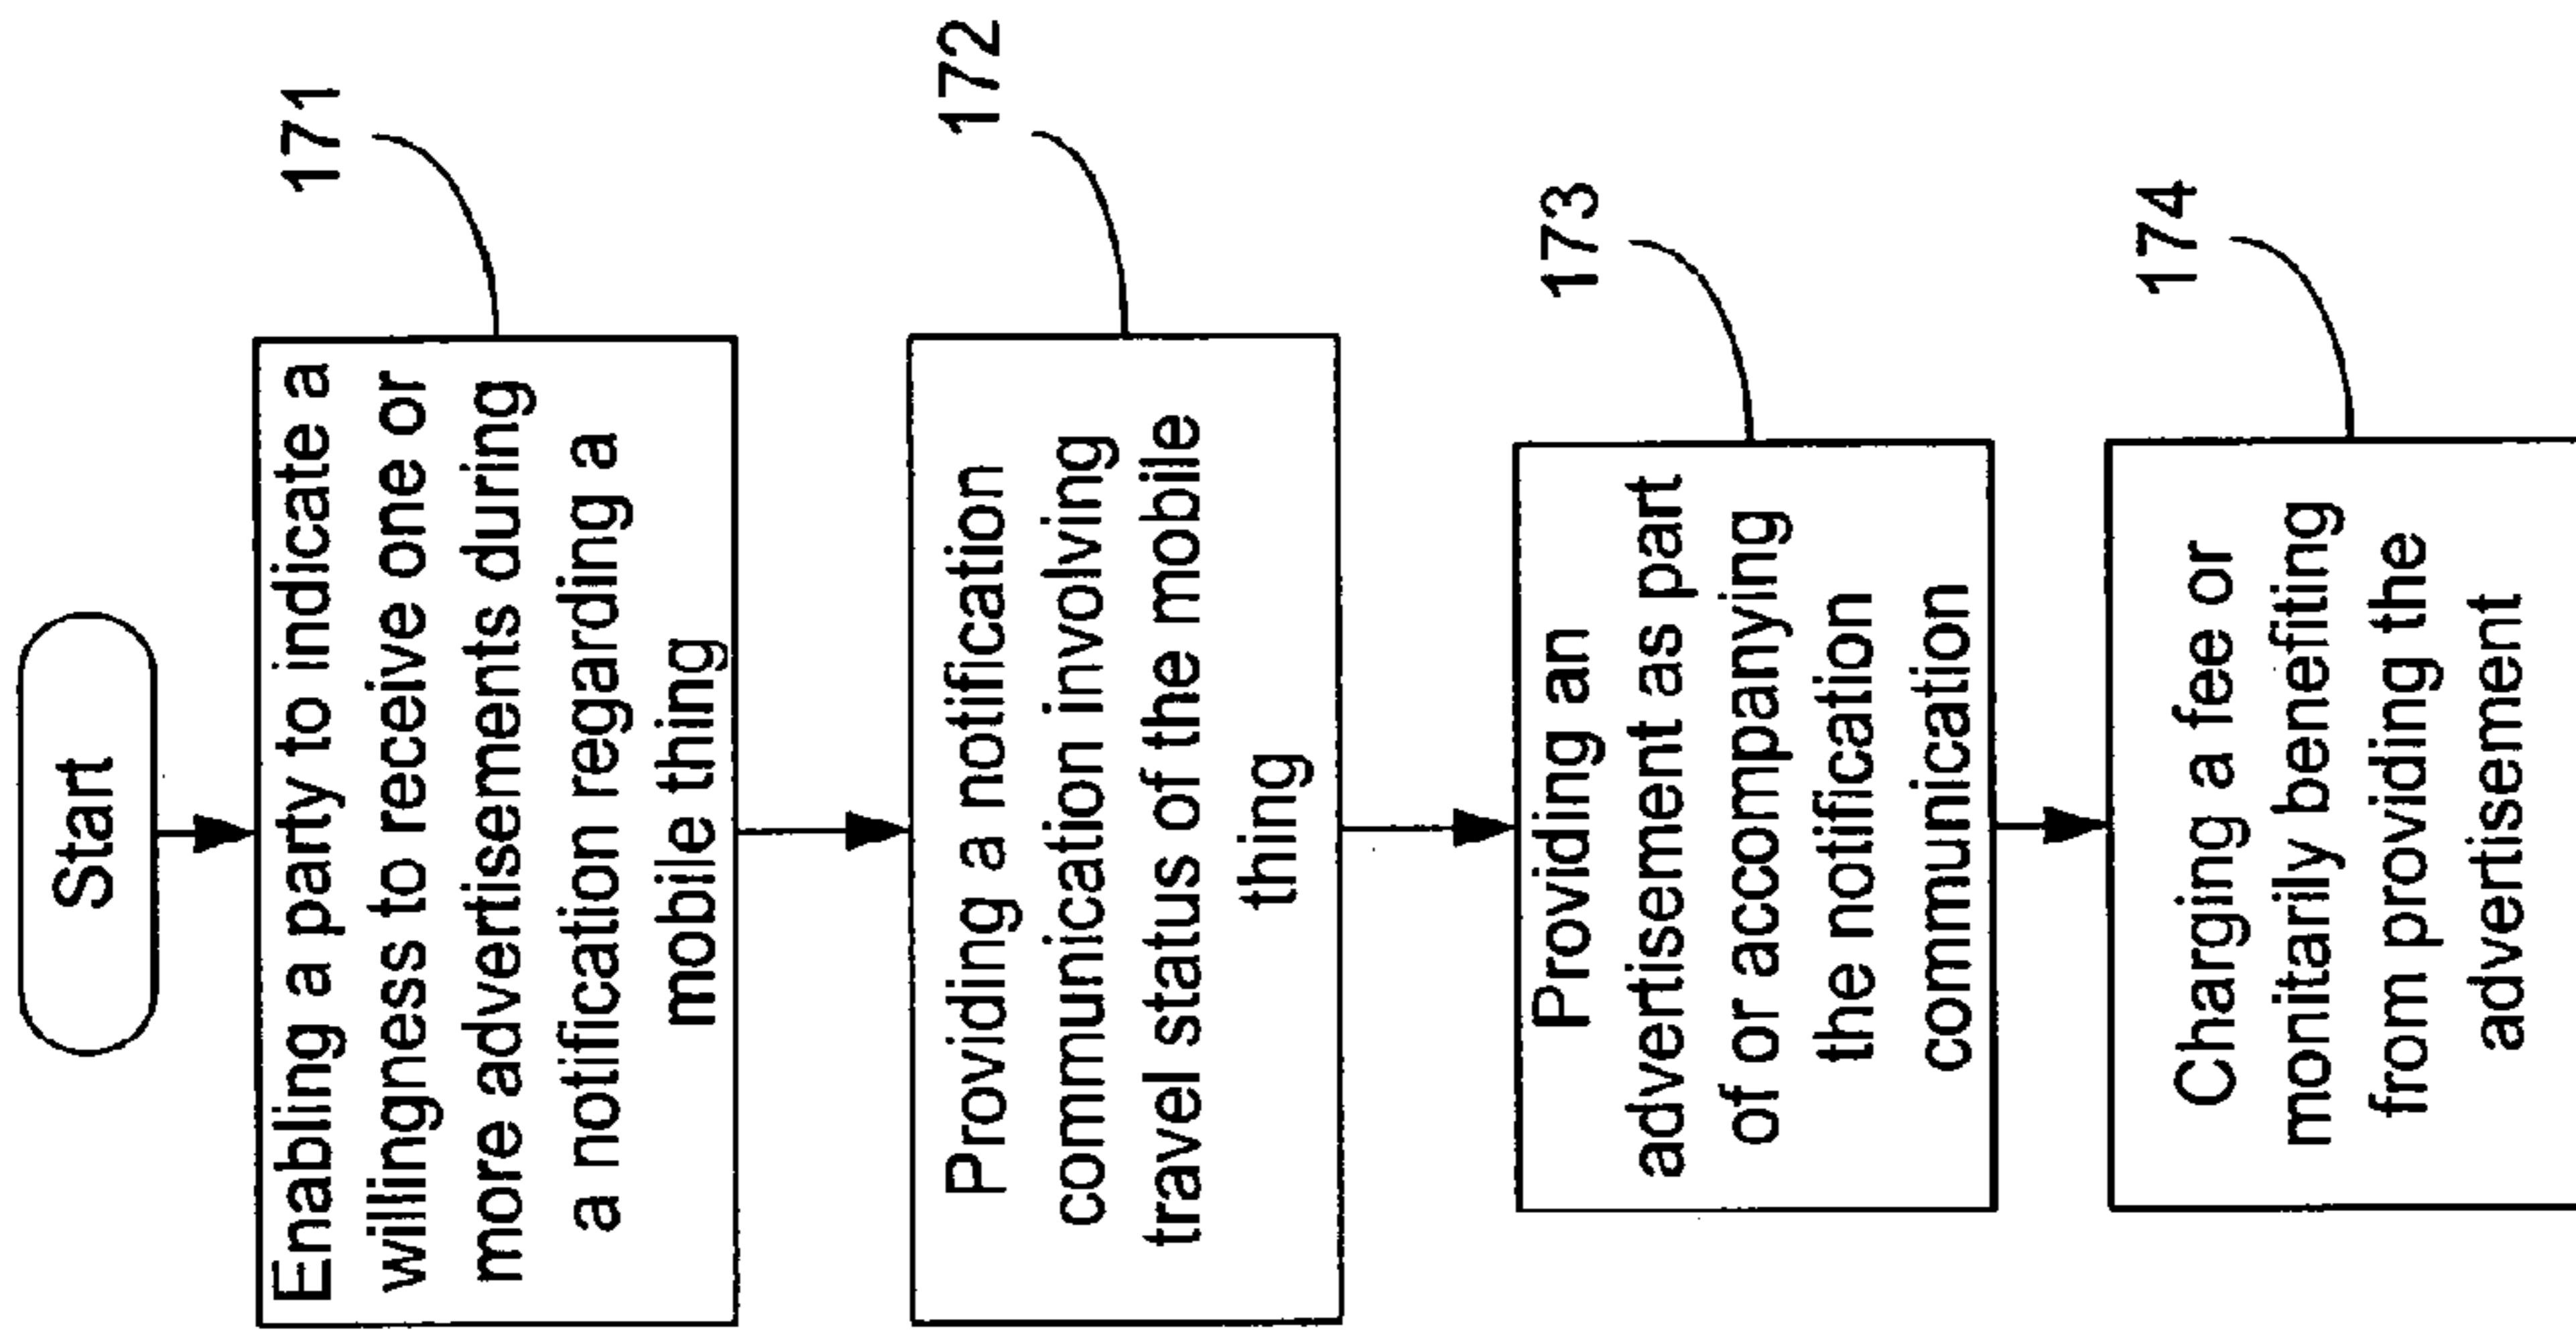 Start
171
Enabling a party to indicate a
willingness to receive one or
more advertisements during
a notification regarding a
mobile thing
172
Providing a notification
communication involving
travel status of the mobile
thing
173
Providing an
advertisement as part
of or accompanying
the notification
communication
174
Charging a fee or
monitarily benefiting
from providing the
advertisement